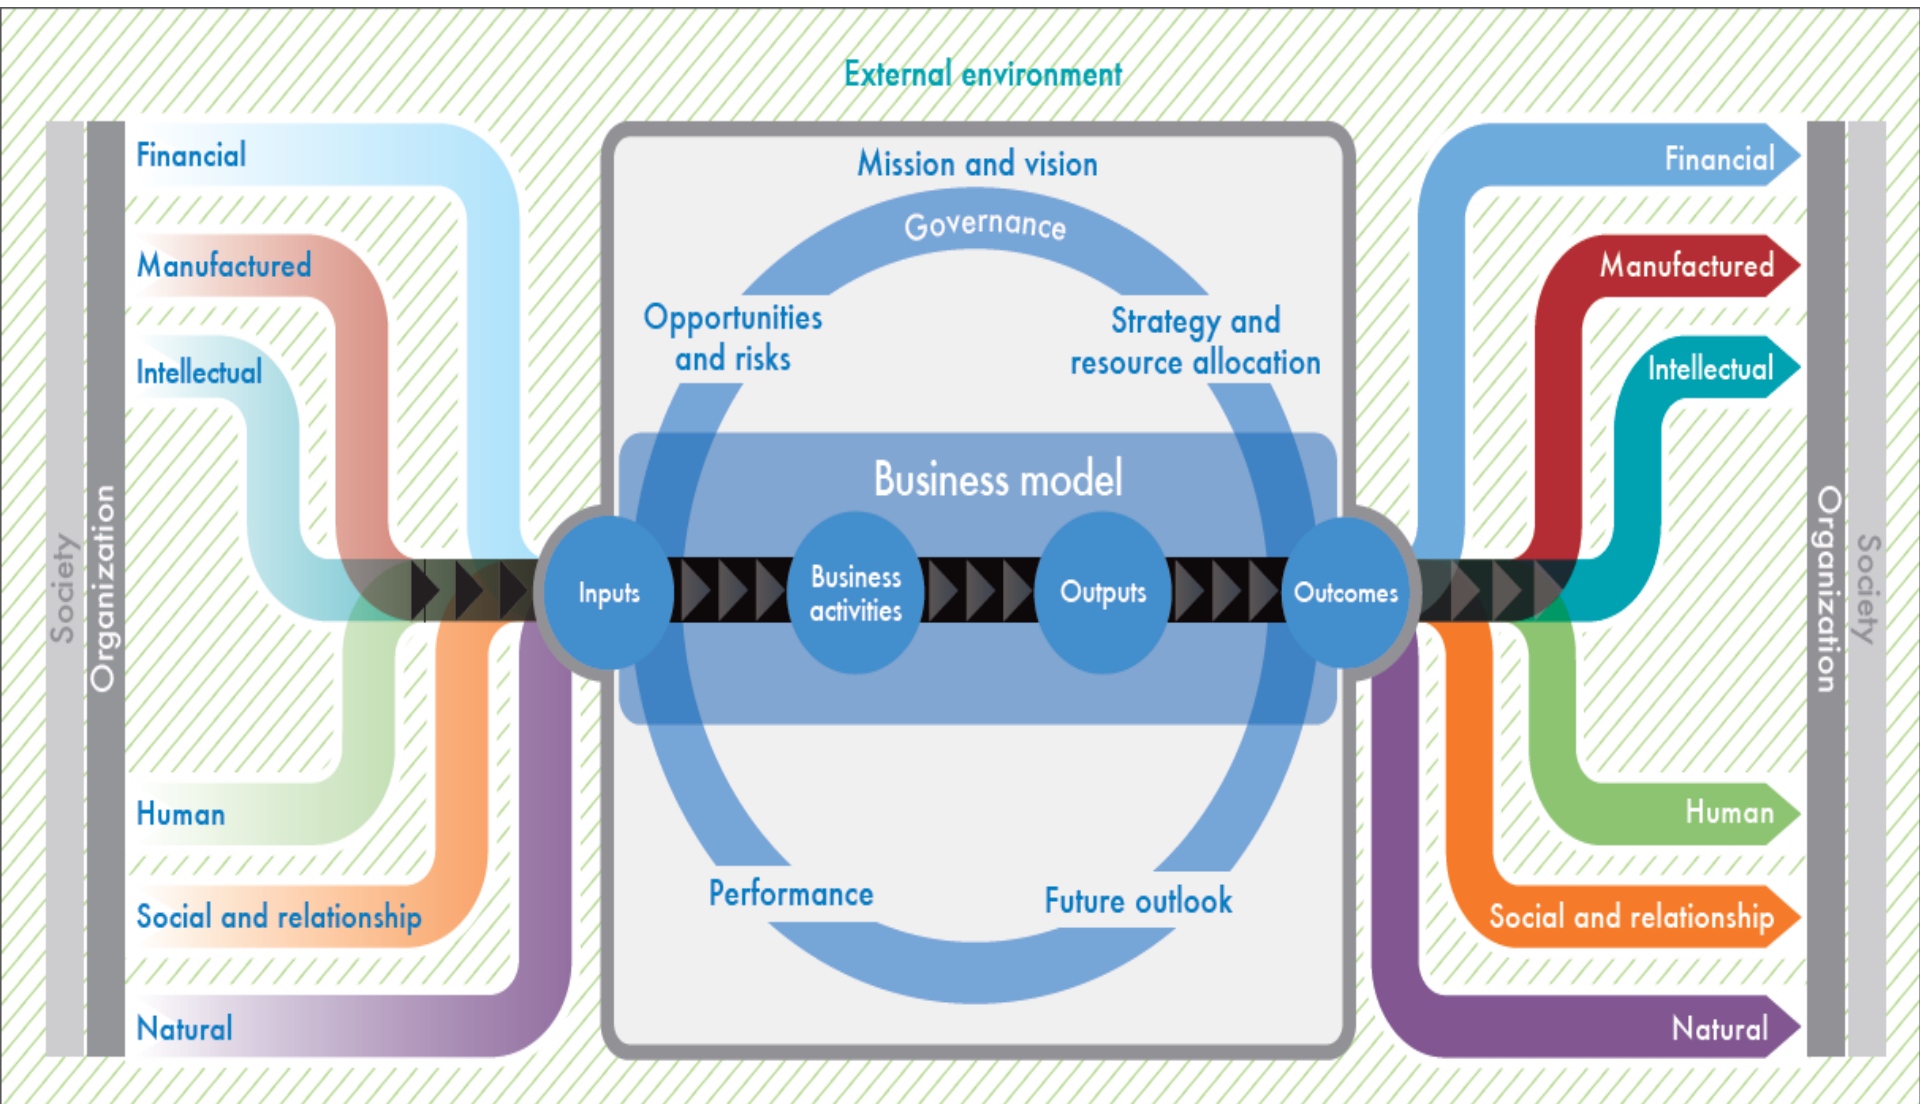 External environment
Society
Organization
Financial
Manufactured
Intellectual
Human
Social and relationship
Natural
Mission and vision
Governance
Opportunities
and risks
Strategy and
resource allocation
Business model
Inputs
Business
activities
Outputs
Outcomes
Performance
Future outlook
Financial
Manufactured
Intellectual
Human
Social and relationship
Natural
Organization
Society